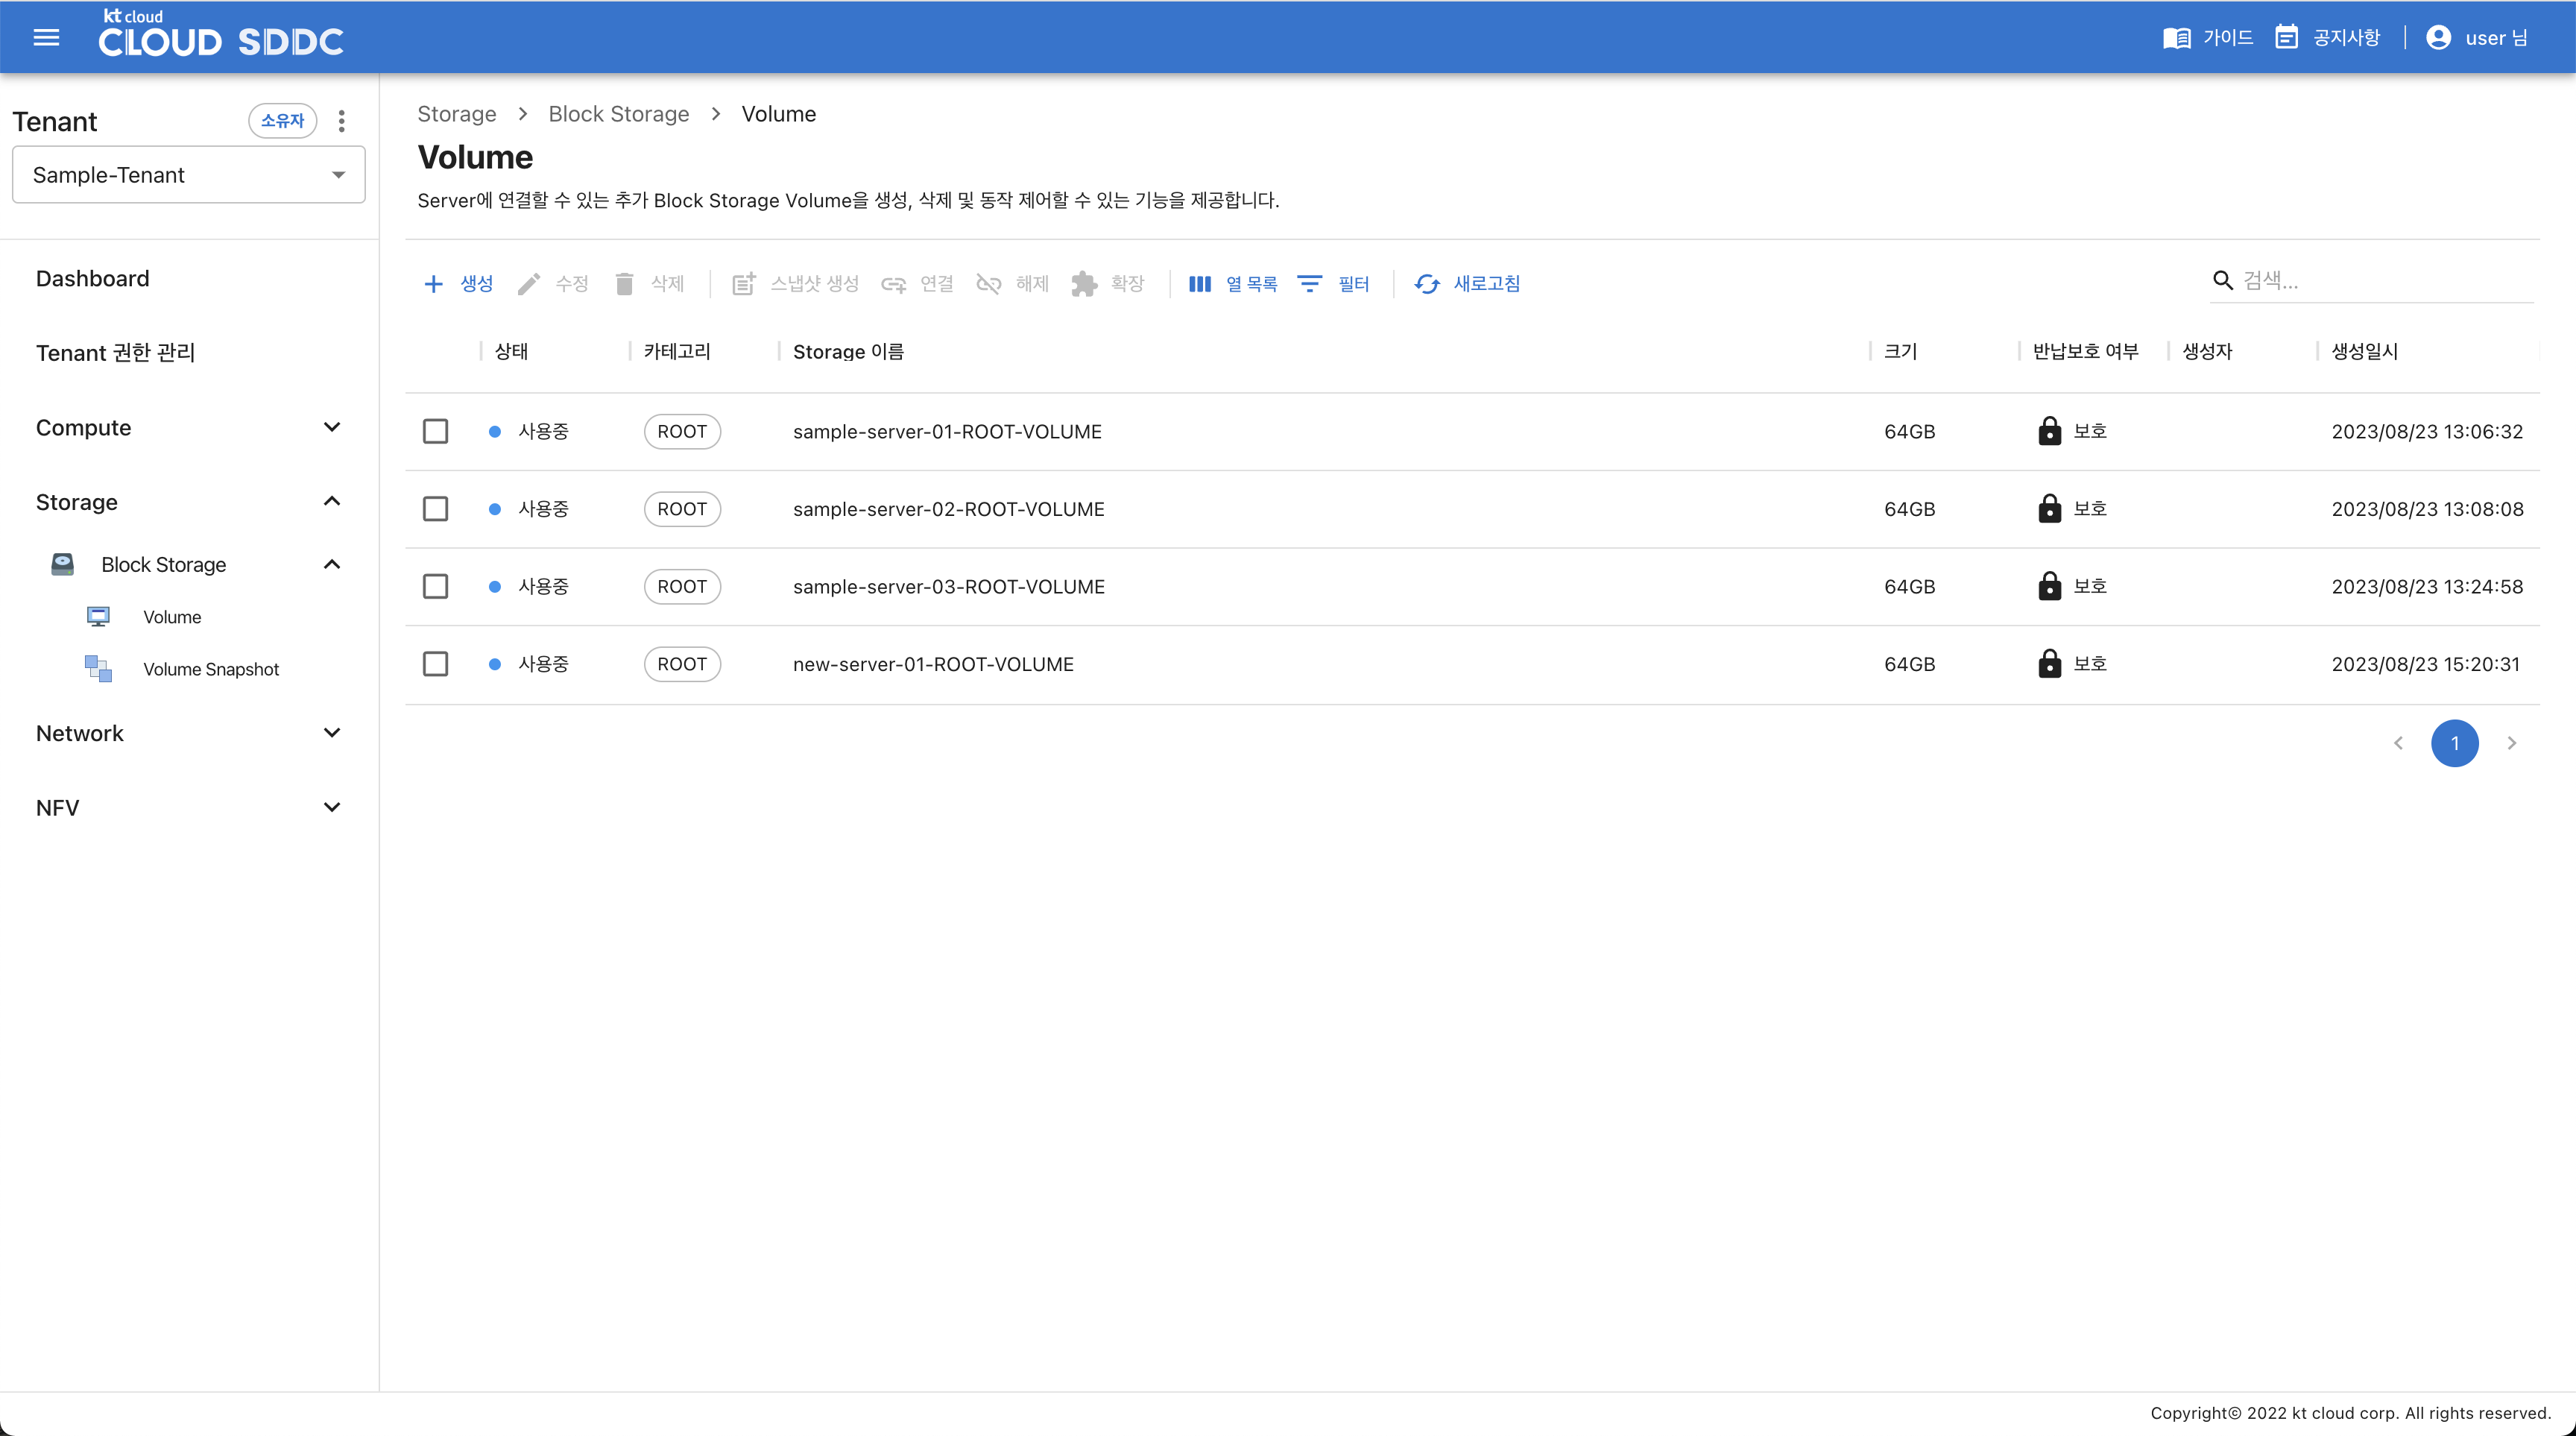 kt cloud
CLOUD SDDC
가이드 공지사항 user 님
Tenant 소유자
Sample-Tenant
Dashboard
Tenant 권한 관리
Compute
Storage
Block Storage
Volume
Volume Snapshot
Network
NFV
Storage > Block Storage > Volume
Volume
Server에 연결할 수 있는 추가 Block Storage Volume을 생성, 삭제 및 동작 제어할 수 있는 기능을 제공합니다.
생성 수정 삭제 스냅샷 생성 연결 해제 확장 열 목록 필터 새로고침 검색...
상태 카테고리 Storage 이름 크기 반납보호 여부 생성자 생성일시
사용중 ROOT sample-server-01-ROOT-VOLUME 64GB 보호 2023/08/23 13:06:32
사용중 ROOT sample-server-02-ROOT-VOLUME 64GB 보호 2023/08/23 13:08:08
사용중 ROOT sample-server-03-ROOT-VOLUME 64GB 보호 2023/08/23 13:24:58
사용중 ROOT new-server-01-ROOT-VOLUME 64GB 보호 2023/08/23 15:20:31
1
Copyright© 2022 kt cloud corp. All rights reserved.